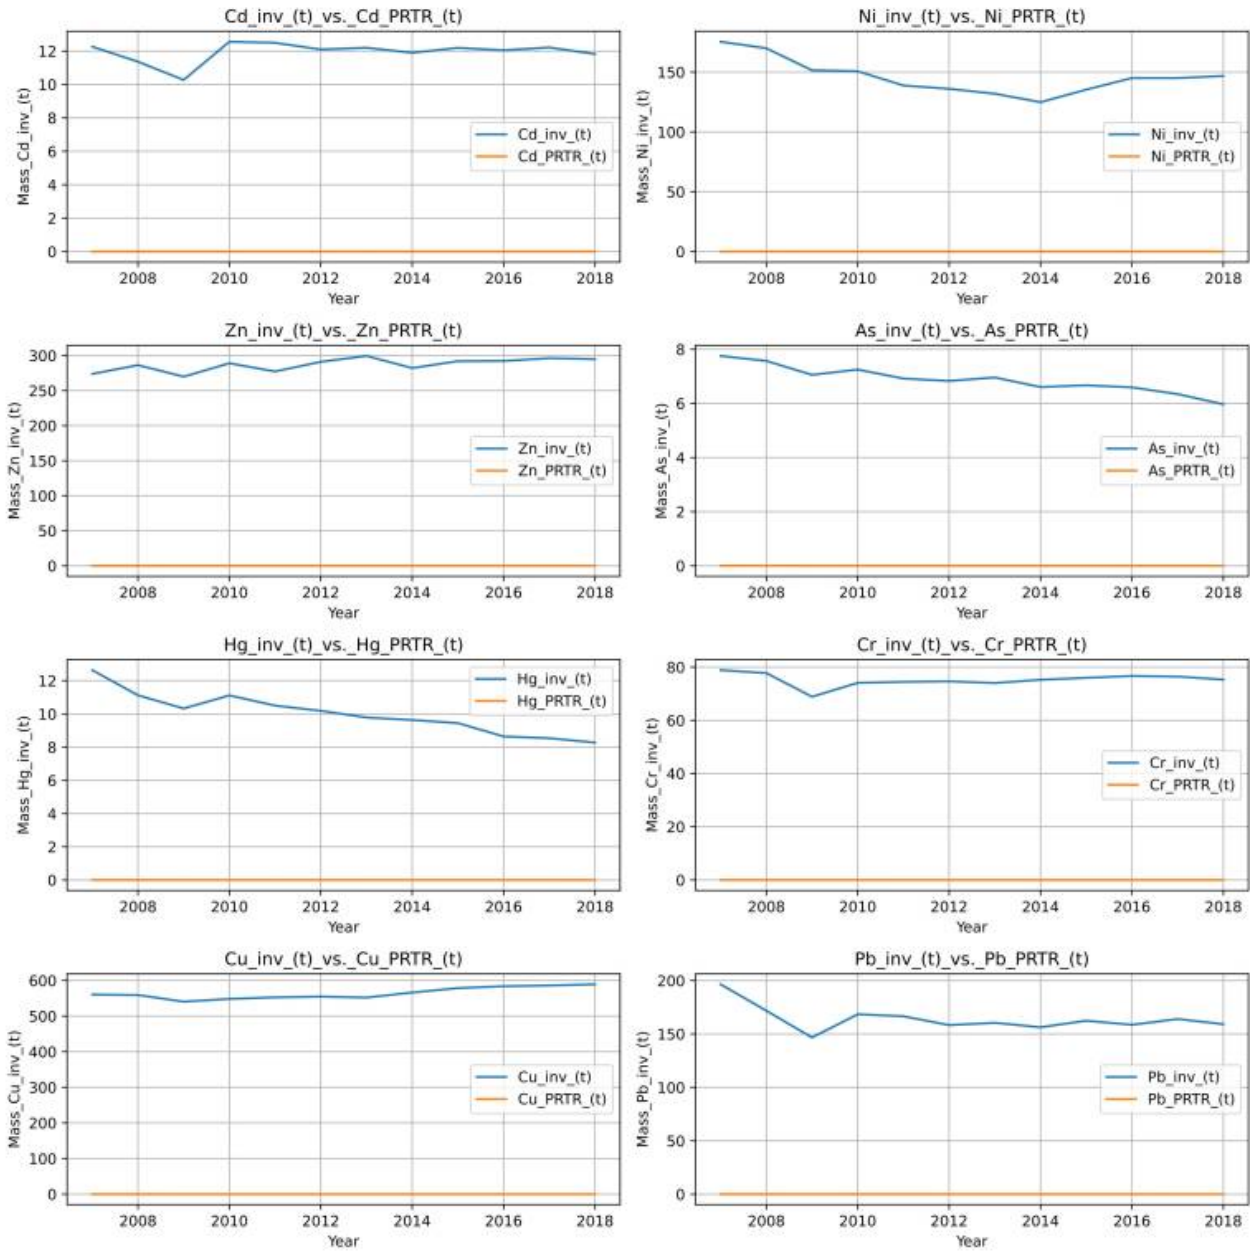 Cd_inv_(t)_vs._Cd_PRTR_(t)
Mass_Cd_inv_(t)
12
10
8
6
4
2
0
Cd_inv_(t)
Cd_PRTR_(t)
2008 2010 2012 2014 2016 2018
Year
Ni_inv_(t)_vs._Ni_PRTR_(t)
Mass_Ni_inv_(t)
150
100
50
0
Ni_inv_(t)
Ni_PRTR_(t)
2008 2010 2012 2014 2016 2018
Year
Zn_inv_(t)_vs._Zn_PRTR_(t)
Mass_Zn_inv_(t)
300
250
200
150
100
50
0
Zn_inv_(t)
Zn_PRTR_(t)
2008 2010 2012 2014 2016 2018
Year
As_inv_(t)_vs._As_PRTR_(t)
Mass_As_inv_(t)
8
6
4
2
0
As_inv_(t)
As_PRTR_(t)
2008 2010 2012 2014 2016 2018
Year
Hg_inv_(t)_vs._Hg_PRTR_(t)
Mass_Hg_inv_(t)
12
10
8
6
4
2
0
Hg_inv_(t)
Hg_PRTR_(t)
2008 2010 2012 2014 2016 2018
Year
Cr_inv_(t)_vs._Cr_PRTR_(t)
Mass_Cr_inv_(t)
80
60
40
20
0
Cr_inv_(t)
Cr_PRTR_(t)
2008 2010 2012 2014 2016 2018
Year
Cu_inv_(t)_vs._Cu_PRTR_(t)
Mass_Cu_inv_(t)
600
500
400
300
200
100
0
Cu_inv_(t)
Cu_PRTR_(t)
2008 2010 2012 2014 2016 2018
Year
Pb_inv_(t)_vs._Pb_PRTR_(t)
Mass_Pb_inv_(t)
200
150
100
50
0
Pb_inv_(t)
Pb_PRTR_(t)
2008 2010 2012 2014 2016 2018
Year